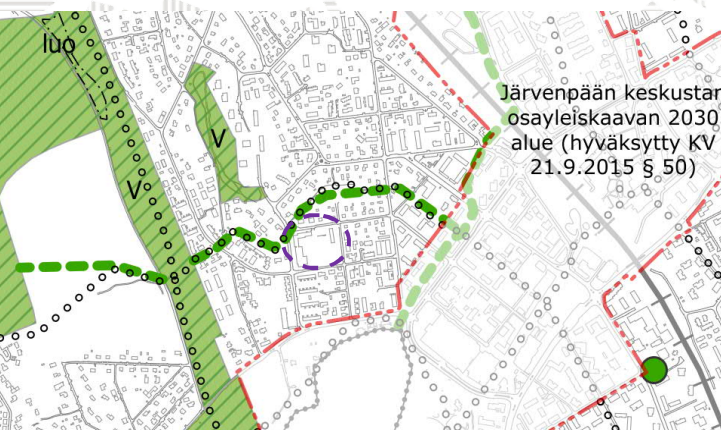 luo
Järvenpään keskustan
osayleiskaavan 2030
alue (hyväksytty KV
21.9.2015 § 50)
V
V